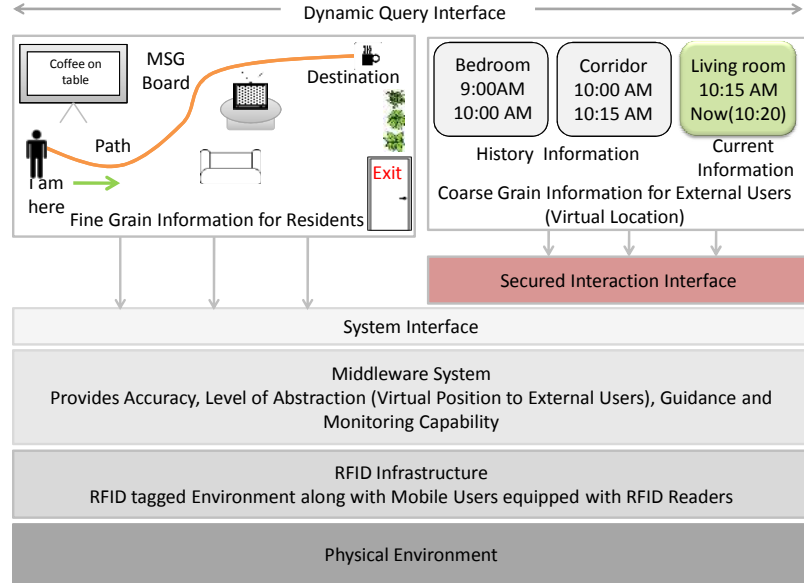 Dynamic Query Interface
Coffee on
table
MSG
Board
Destination
Path
I am
here
Exit
Fine Grain Information for Residents
Bedroom
9:00AM
10:00 AM
Corridor
10:00 AM
10:15 AM
Living room
10:15 AM
Now(10:20)
History Information
Current
Information
Coarse Grain Information for External Users
(Virtual Location)
Secured Interaction Interface
System Interface
Middleware System
Provides Accuracy, Level of Abstraction (Virtual Position to External Users), Guidance and
Monitoring Capability
RFID Infrastructure
RFID tagged Environment along with Mobile Users equipped with RFID Readers
Physical Environment